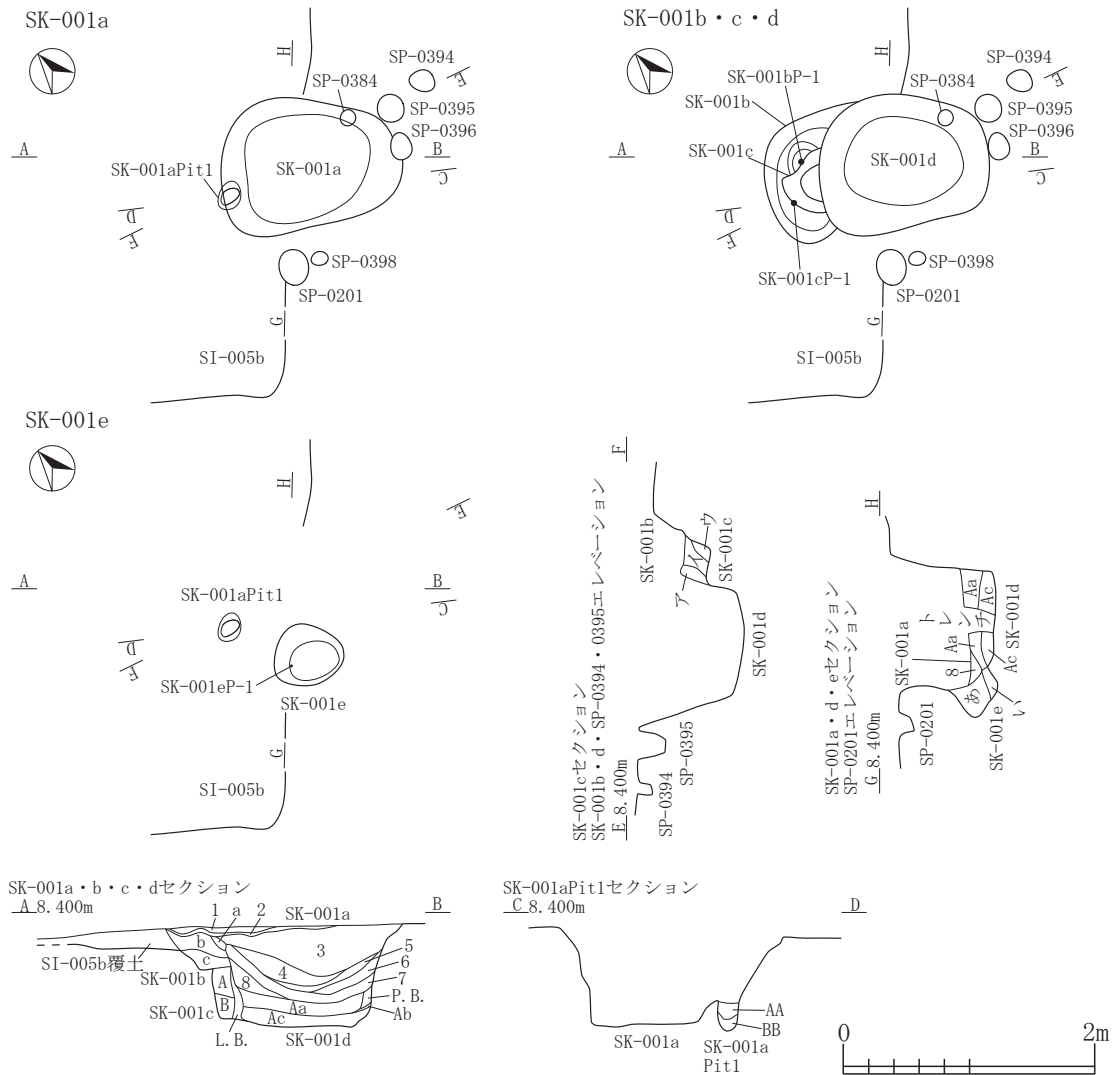 SK-001a
H
SP-0394
E
SP-0384
SP-0395
SP-0396
A
B
C
SK-001aPit1
SK-001a
D
F
SP-0398
SP-0201
G
SI-005b
SK-001b・c・d
H
SP-0394
E
SK-001bP-1
SP-0384
SK-001b
SP-0395
SP-0396
A
SK-001c
SK-001d
B
C
D
F
SK-001cP-1
SP-0398
SP-0201
G
SI-005b
SK-001e
H
E
A
B
C
SK-001aPit1
D
F
SK-001eP-1
SK-001e
G
SI-005b
SK-001cセクション
SK-001b・d・SP-0394・0395エレベーション
E 8.400m
F
SK-001b
ア
イ
ウ
SK-001c
SK-001d
SP-0395
SP-0394
SK-001a・d・eセクション
SP-0201エレベーション
G 8.400m
H
Aa
Ac
SK-001d
トレンチ
SK-001a
Aa
Ac
8
あ
い
SP-0201
SK-001e
SK-001a・b・c・dセクション
A 8.400m
B
1
a
2
SK-001a
b
3
5
SI-005b覆土
c
4
6
SK-001b
A
8
7
B
Aa
P.B.
SK-001c
Ac
Ab
L.B.
SK-001d
SK-001aPit1セクション
C 8.400m
D
AA
BB
SK-001a
SK-001a
Pit1
0
2m